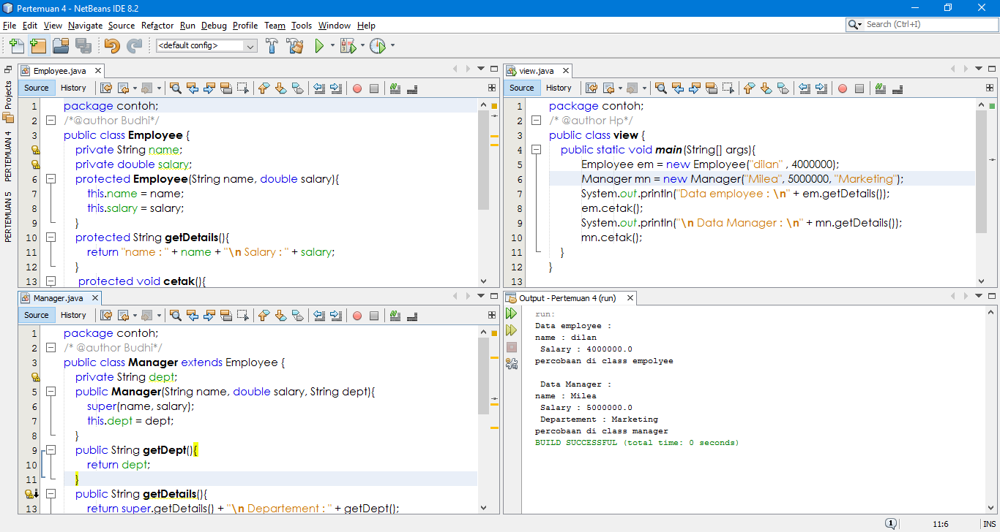 Pertemuan 4 - NetBeans IDE 8.2
File Edit View Navigate Source Refactor Run Debug Profile Team Tools Window Help
Search (Ctrl+I)
<default config>
Projects
PERTEMUAN 4
PERTEMUAN 5
Employee.java
Source History
1 package contoh;
2 /*@author Budhi*/
3 public class Employee {
private String name;
private double salary;
6 protected Employee(String name, double salary){
7 this.name = name;
8 this.salary = salary;
9 }
10 protected String getDetails(){
11 return "name : " + name + "\n Salary : " + salary;
12 }
13 protected void cetak(){
view.java
Source History
1 package contoh;
2 /* @author Hp*/
3 public class view {
4 public static void main(String[] args){
5 Employee em = new Employee("dilan" , 4000000);
6 Manager mn = new Manager("Milea", 5000000, "Marketing");
7 System.out.println("Data employee : \n" + em.getDetails());
8 em.cetak();
9 System.out.println("\n Data Manager : \n" + mn.getDetails());
10 mn.cetak();
11 }
12 }
13
Manager.java
Source History
1 package contoh;
2 /* @author Budhi*/
3 public class Manager extends Employee {
private String dept;
5 public Manager(String name, double salary, String dept){
6 super(name, salary);
7 this.dept = dept;
8 }
9 public String getDept(){
10 return dept;
11 }
public String getDetails(){
13 return super.getDetails() + "\n Departement : " + getDept();
Output - Pertemuan 4 (run)
run:
Data employee :
name : dilan
Salary : 4000000.0
percobaan di class empolyee
Data Manager :
name : Milea
Salary : 5000000.0
Departement : Marketing
percobaan di class manager
BUILD SUCCESSFUL (total time: 0 seconds)
1
11:6
INS